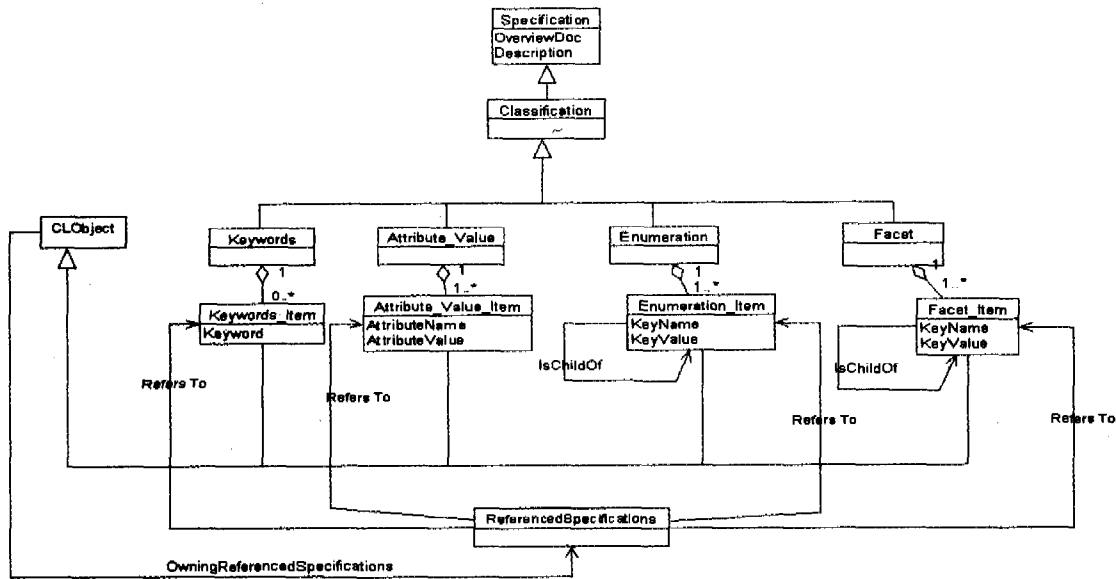 Specification
OverviewDoc
Description
Classification
~
CLObject
Keywords
Attribute_Value
Enumeration
Facet
1
1
1
1
0..*
1..*
1..*
1..*
Keywords_Item
Keyword
Attribute_Value_Item
AttributeName
AttributeValue
Enumeration_Item
KeyName
KeyValue
Facet_Item
KeyName
KeyValue
IsChildOf
IsChildOf
Refers To
Refers To
Refers To
Refers To
ReferencedSpecifications
OwningReferencedSpecifications